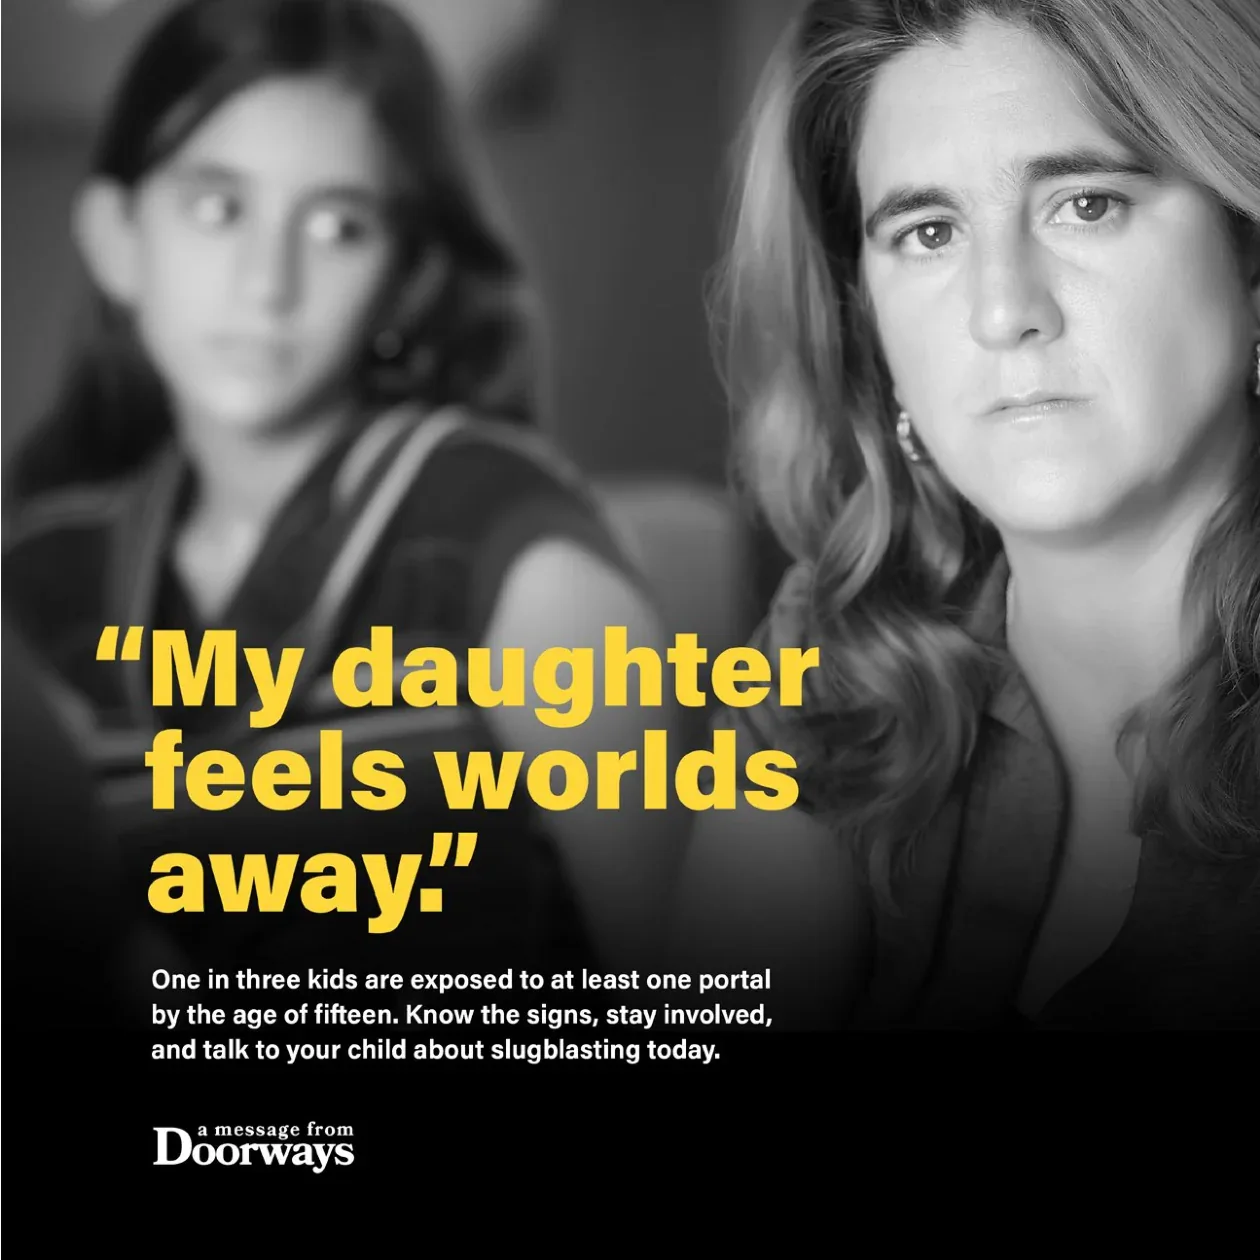 “My daughter
feels worlds
away.”
One in three kids are exposed to at least one portal
by the age of fifteen. Know the signs, stay involved,
and talk to your child about slugblasting today.
a message from
Doorways